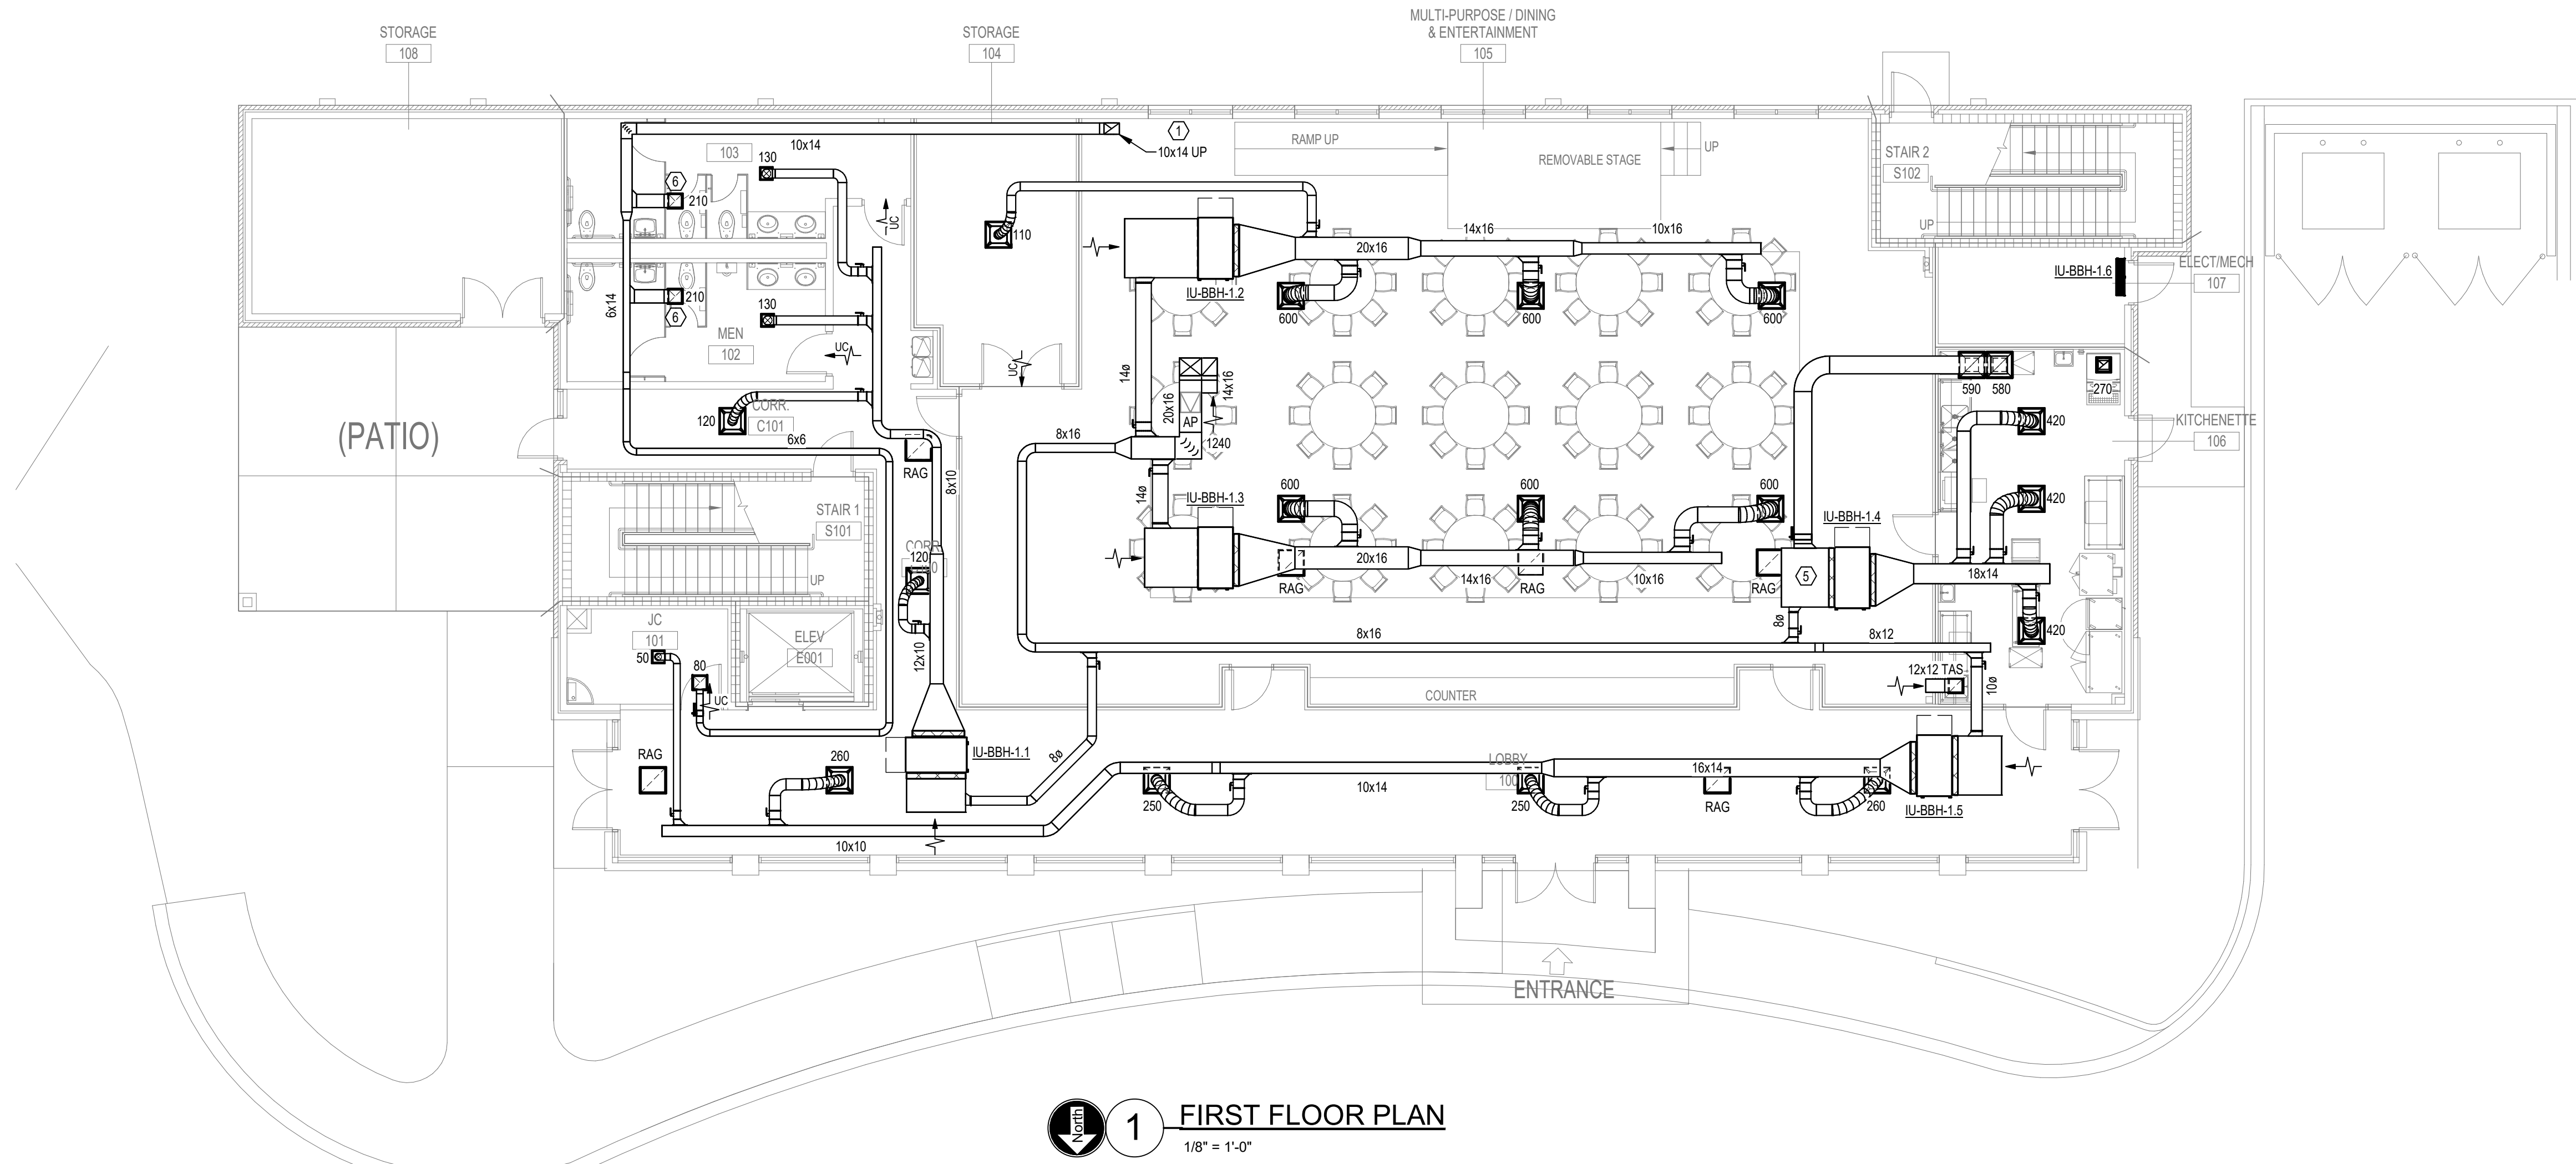 MULTI-PURPOSE / DINING
& ENTERTAINMENT
105
STORAGE
108
STORAGE
104
10x14
103
130
1
10x14 UP
RAMP UP
REMOVABLE STAGE
UP
STAIR 2
S102
UP
6
210
UC
110
20x16
14x16
10x16
IU-BBH-1.2
IU-BBH-1.6
ELECT/MECH
107
6x14
210
6
130
MEN
102
UC
UC
600
600
600
14ø
20x16
14x16
AP
1240
590
580
270
(PATIO)
120
CORR.
C101
6x6
RAG
8x16
420
KITCHENETTE
106
8x10
14ø
IU-BBH-1.3
600
600
600
420
STAIR 1
S101
UP
IU-BBH-1.4
CORR.
120
20x16
RAG
14x16
RAG
10x16
RAG
5
18x14
JC
101
50
80
UC
ELEV
E001
12x10
8x16
8ø
8x12
420
12x12 TAS
10ø
COUNTER
RAG
260
IU-BBH-1.1
8ø
LOBBY
100
16x14
250
10x14
250
RAG
260
IU-BBH-1.5
10x10
ENTRANCE
North
1
FIRST FLOOR PLAN
1/8" = 1'-0"